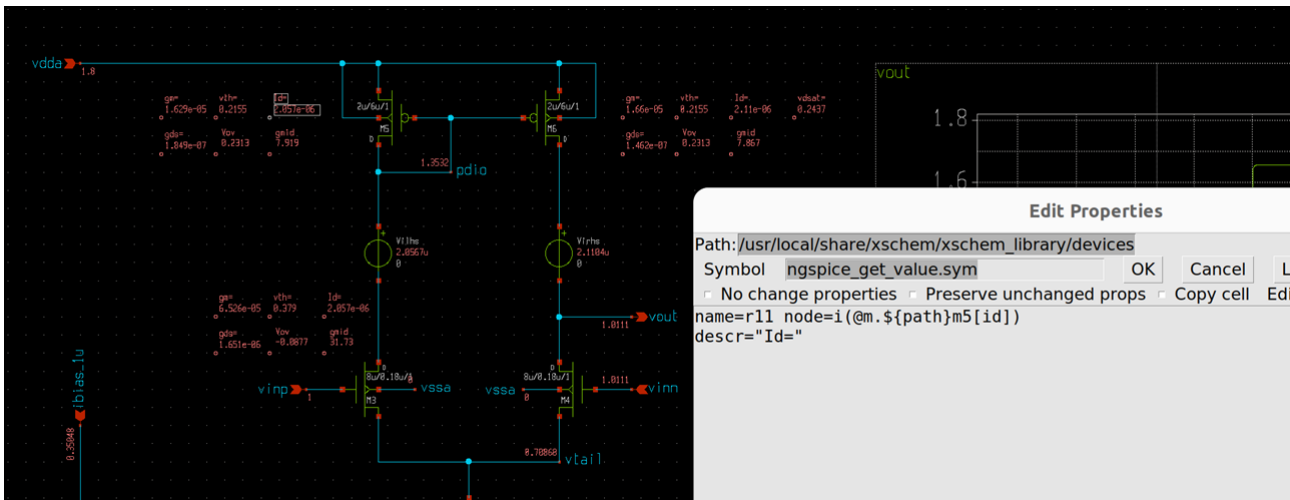 vdda
1.8
gm= vth= Id=
1.629e-05 0.2155 2.057e-06
gds= Vov gmid
1.849e-07 0.2313 7.919
2u/6u/1
M5
D
2u/6u/1
M6
D
gm= vth= Id= vdsat=
1.66e-05 0.2155 2.11e-06 0.2437
gds= Vov gmid
1.462e-07 0.2313 7.867
1.3532
pdio
vout
1.8
1.6
Vilhs
2.0567u
0
Virhs
2.1104u
0
gm= vth= Id=
6.526e-05 0.379 2.057e-06
gds= Vov gmid
1.651e-06 -0.0877 31.73
vout
1.0111
D
8u/0.18u/1
M3
vinp
1
vssa
D
8u/0.18u/1
M4
vssa
0
1.0111
vinn
ibias_1u
0.35048
0.70860
vtail
Edit Properties
Path: /usr/local/share/xschem/xschem_library/devices
Symbol ngspice_get_value.sym OK Cancel L
No change properties Preserve unchanged props Copy cell Edi
name=r11 node=i(@m.${path}m5[id])
descr="Id="